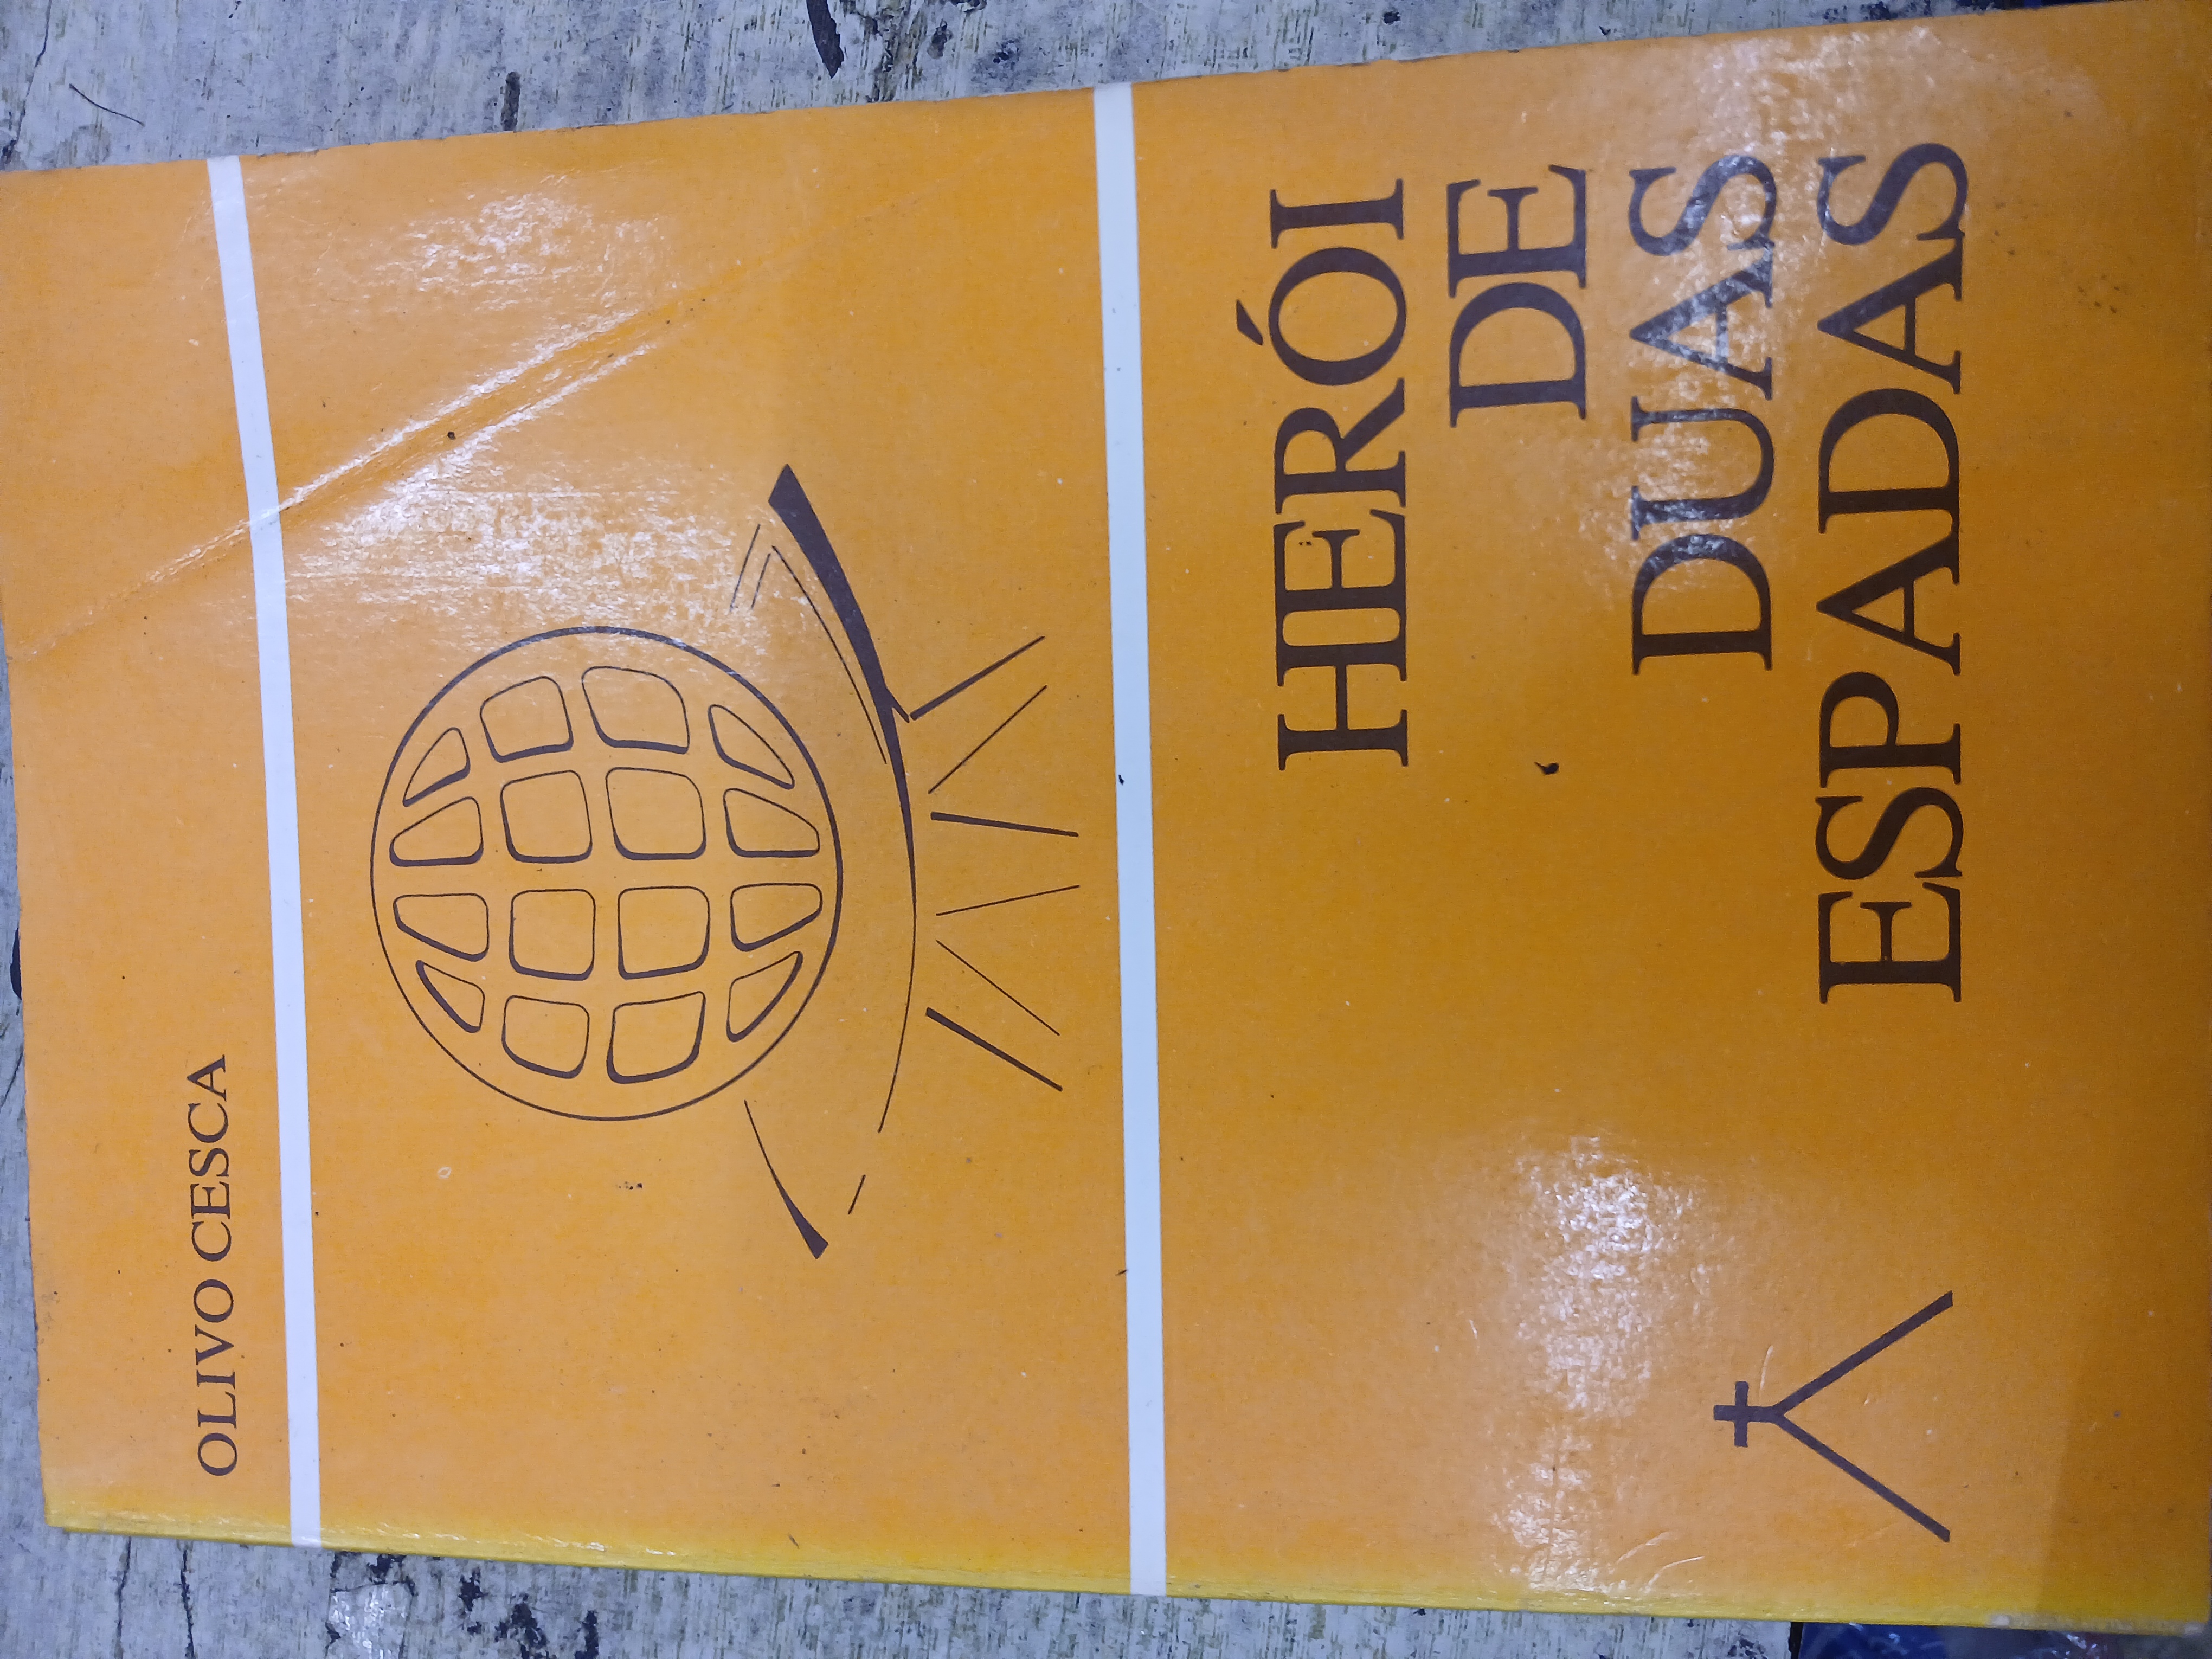 OLIVO CESCA
HERÓI
DE
DUAS
ESPADAS